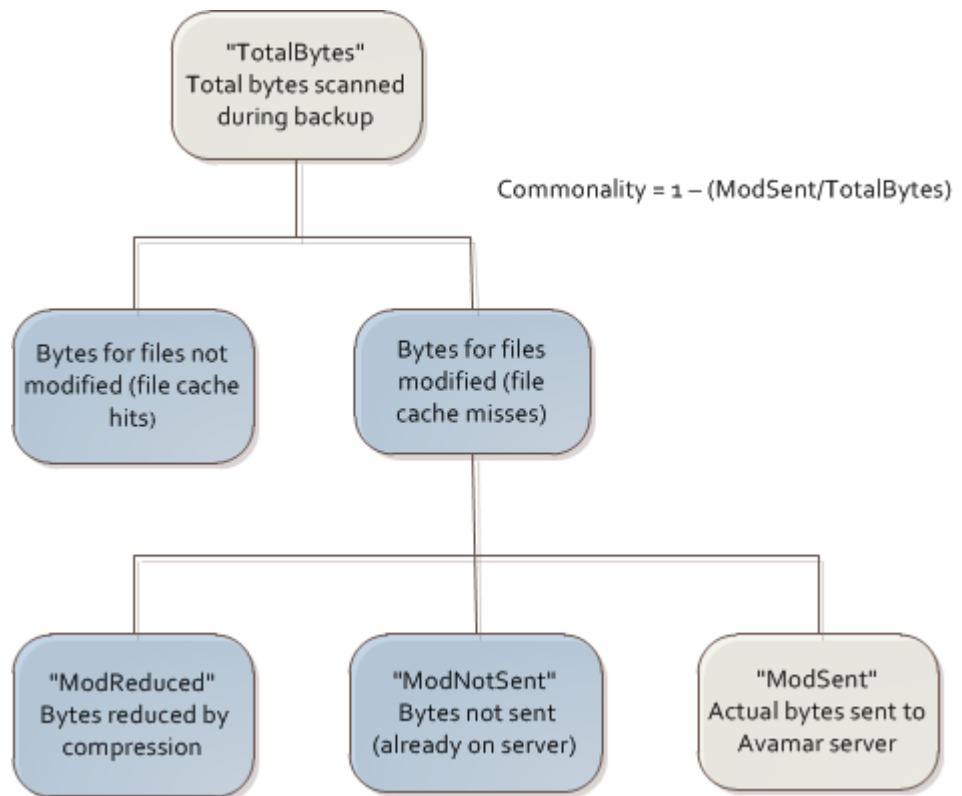 "TotalBytes"
Total bytes scanned
during backup
Commonality = 1 – (ModSent/TotalBytes)
Bytes for files not
modified (file cache
hits)
Bytes for files
modified (file
cache misses)
"ModReduced"
Bytes reduced by
compression
"ModNotSent"
Bytes not sent
(already on server)
"ModSent"
Actual bytes sent to
Avamar server